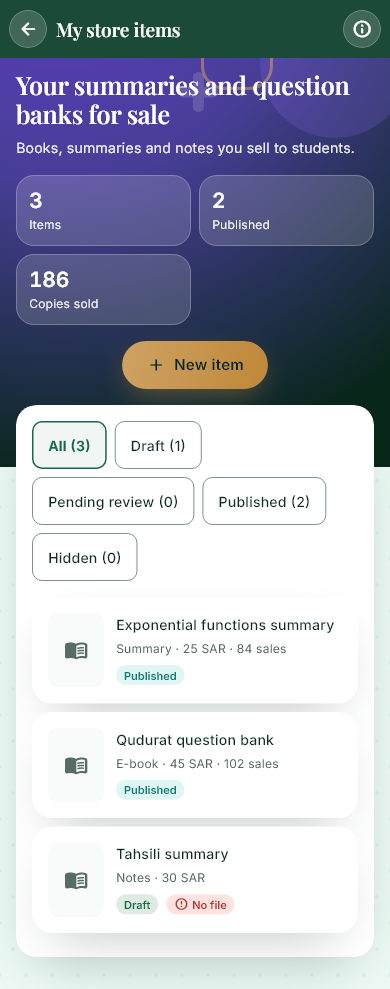 My store items
Your summaries and question
banks for sale
Books, summaries and notes you sell to students.
3
Items
2
Published
186
Copies sold
+ New item
All (3)
Draft (1)
Pending review (0)
Published (2)
Hidden (0)
Exponential functions summary
Summary · 25 SAR · 84 sales
Published
Qudurat question bank
E-book · 45 SAR · 102 sales
Published
Tahsili summary
Notes · 30 SAR
Draft
No file